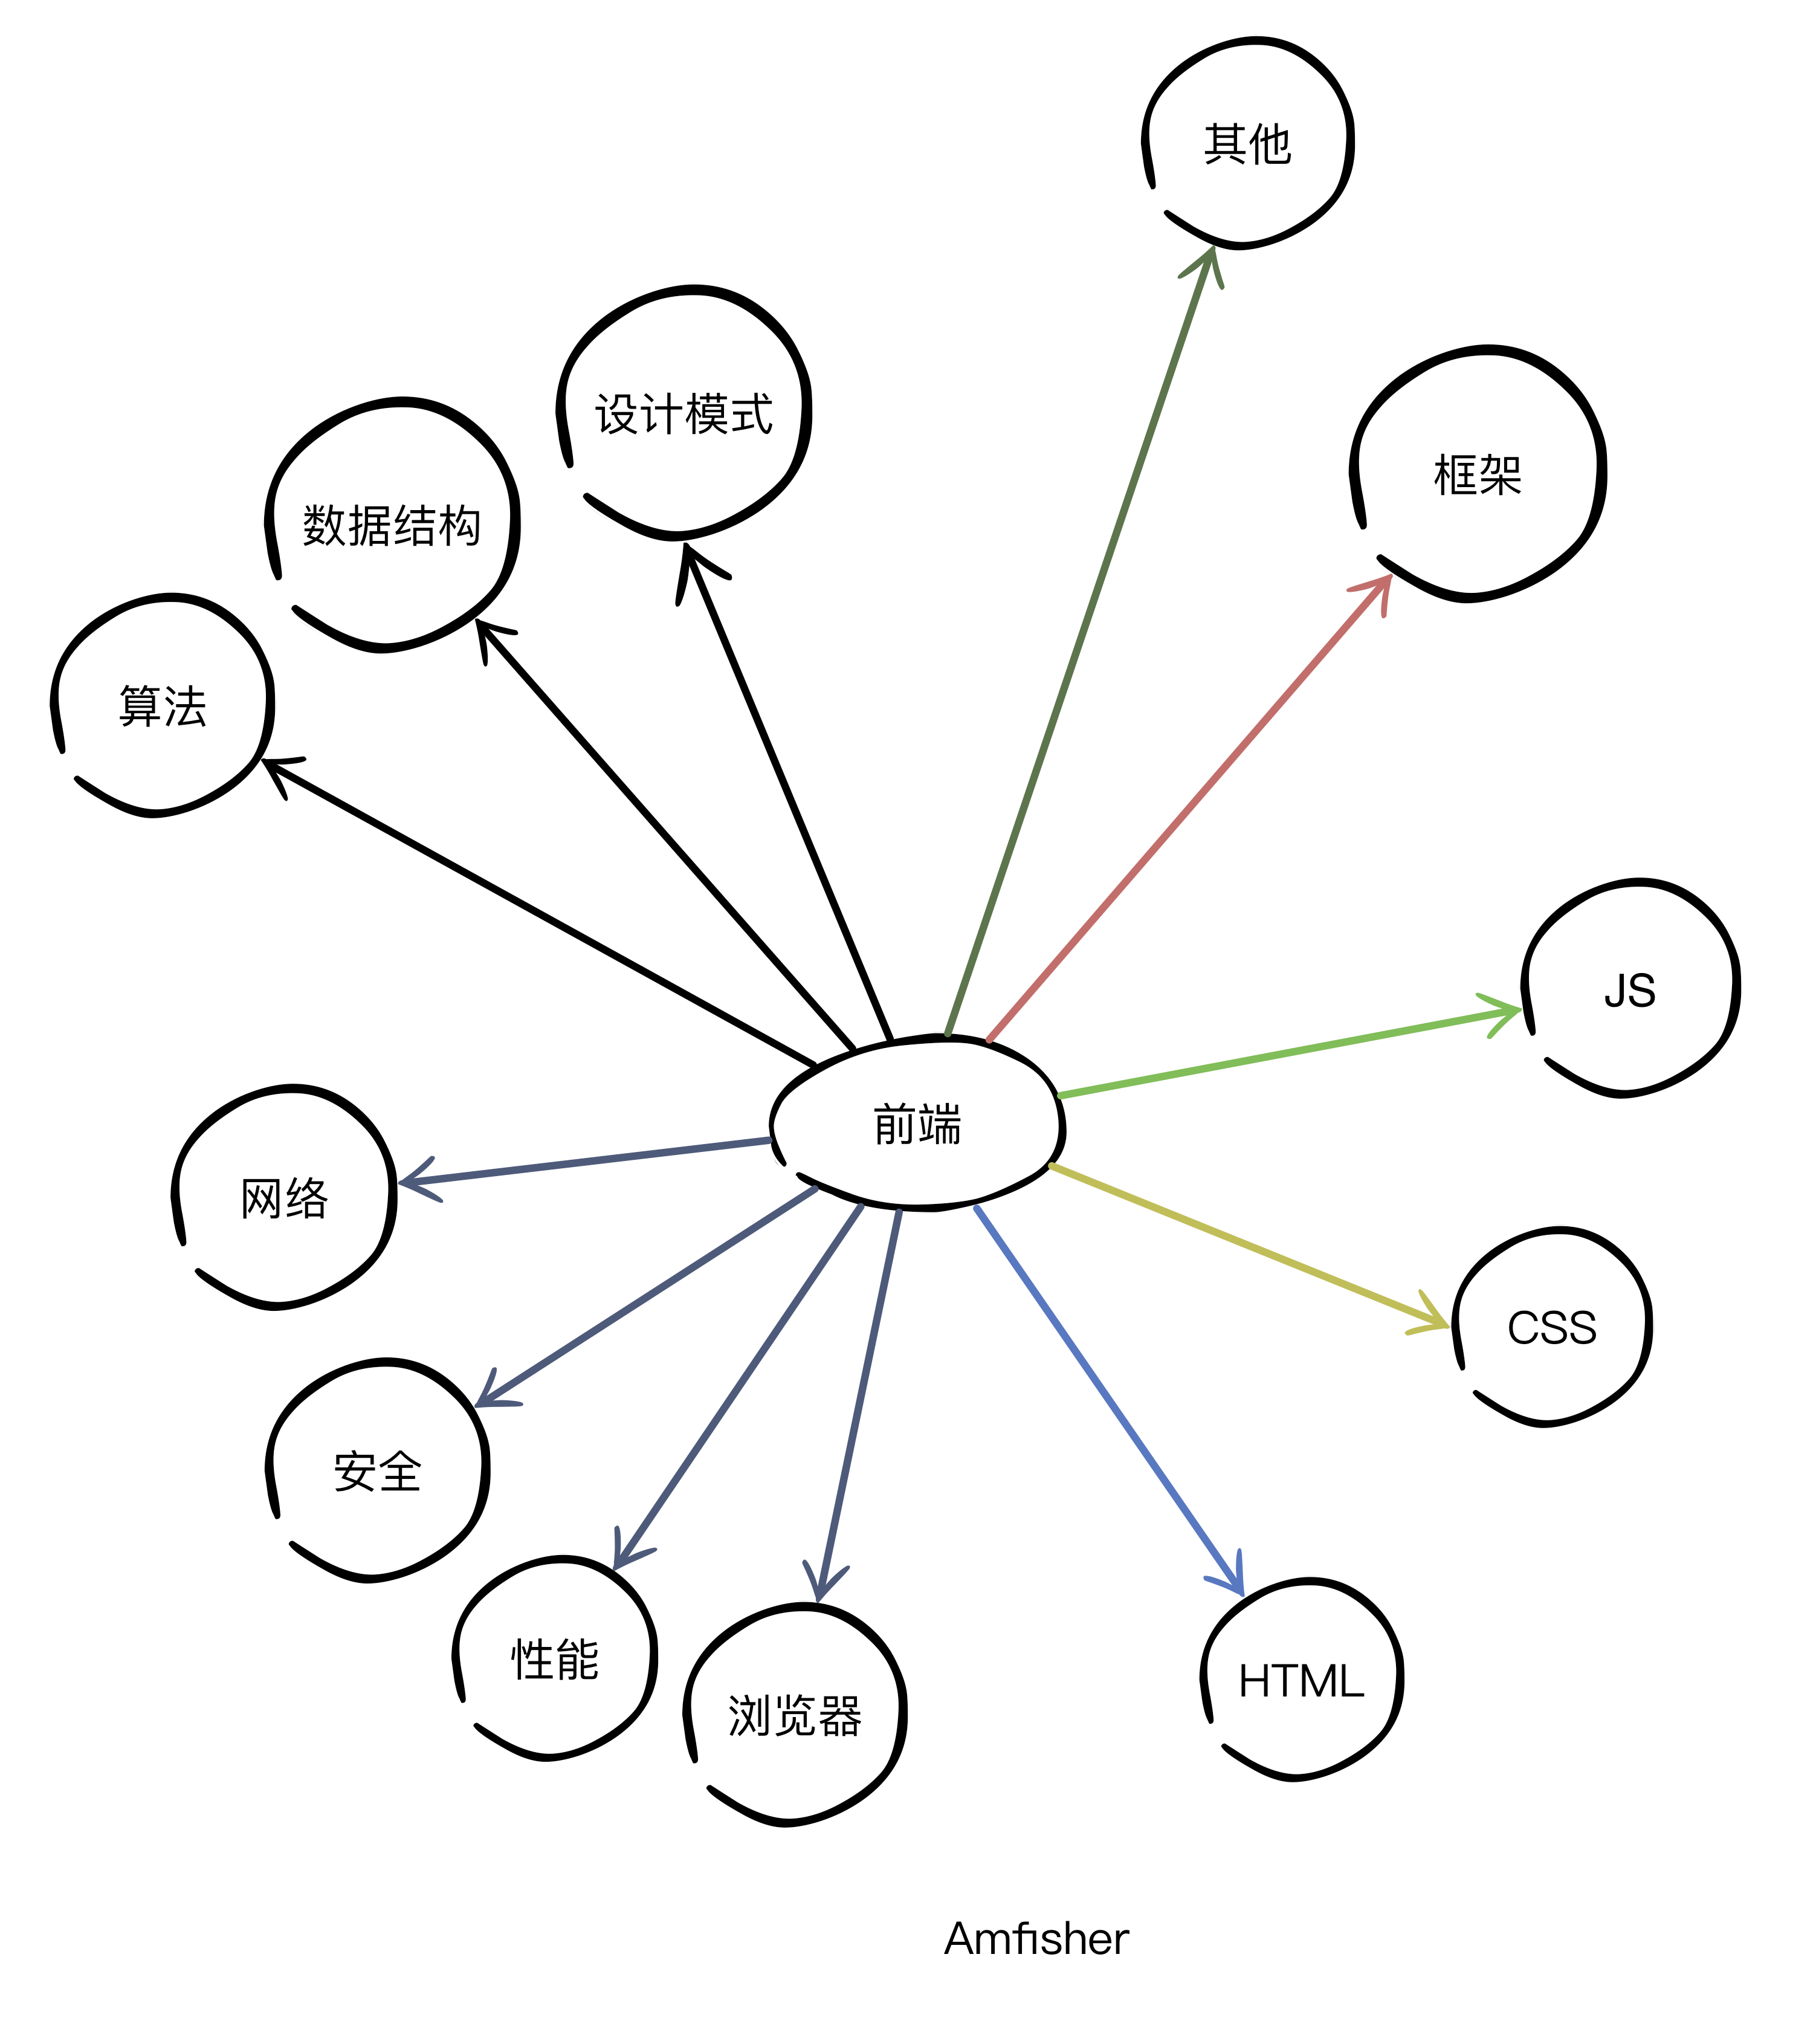 其他
设计模式
框架
数据结构
算法
JS
前端
网络
CSS
安全
性能
HTML
浏览器
Amfisher